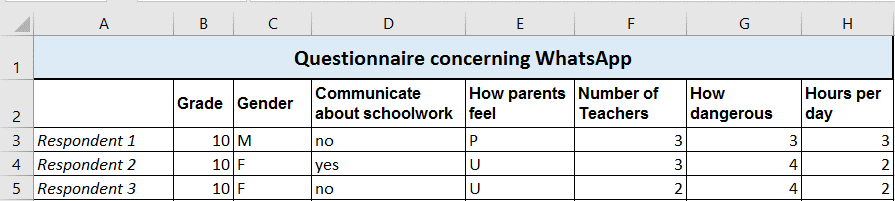 A B C D E F G H
1 Questionnaire concerning WhatsApp
2 Grade Gender Communicate about schoolwork How parents feel Number of Teachers How dangerous Hours per day
3 Respondent 1 10 M no P 3 3 3
4 Respondent 2 10 F yes U 3 4 2
5 Respondent 3 10 F no U 2 4 2